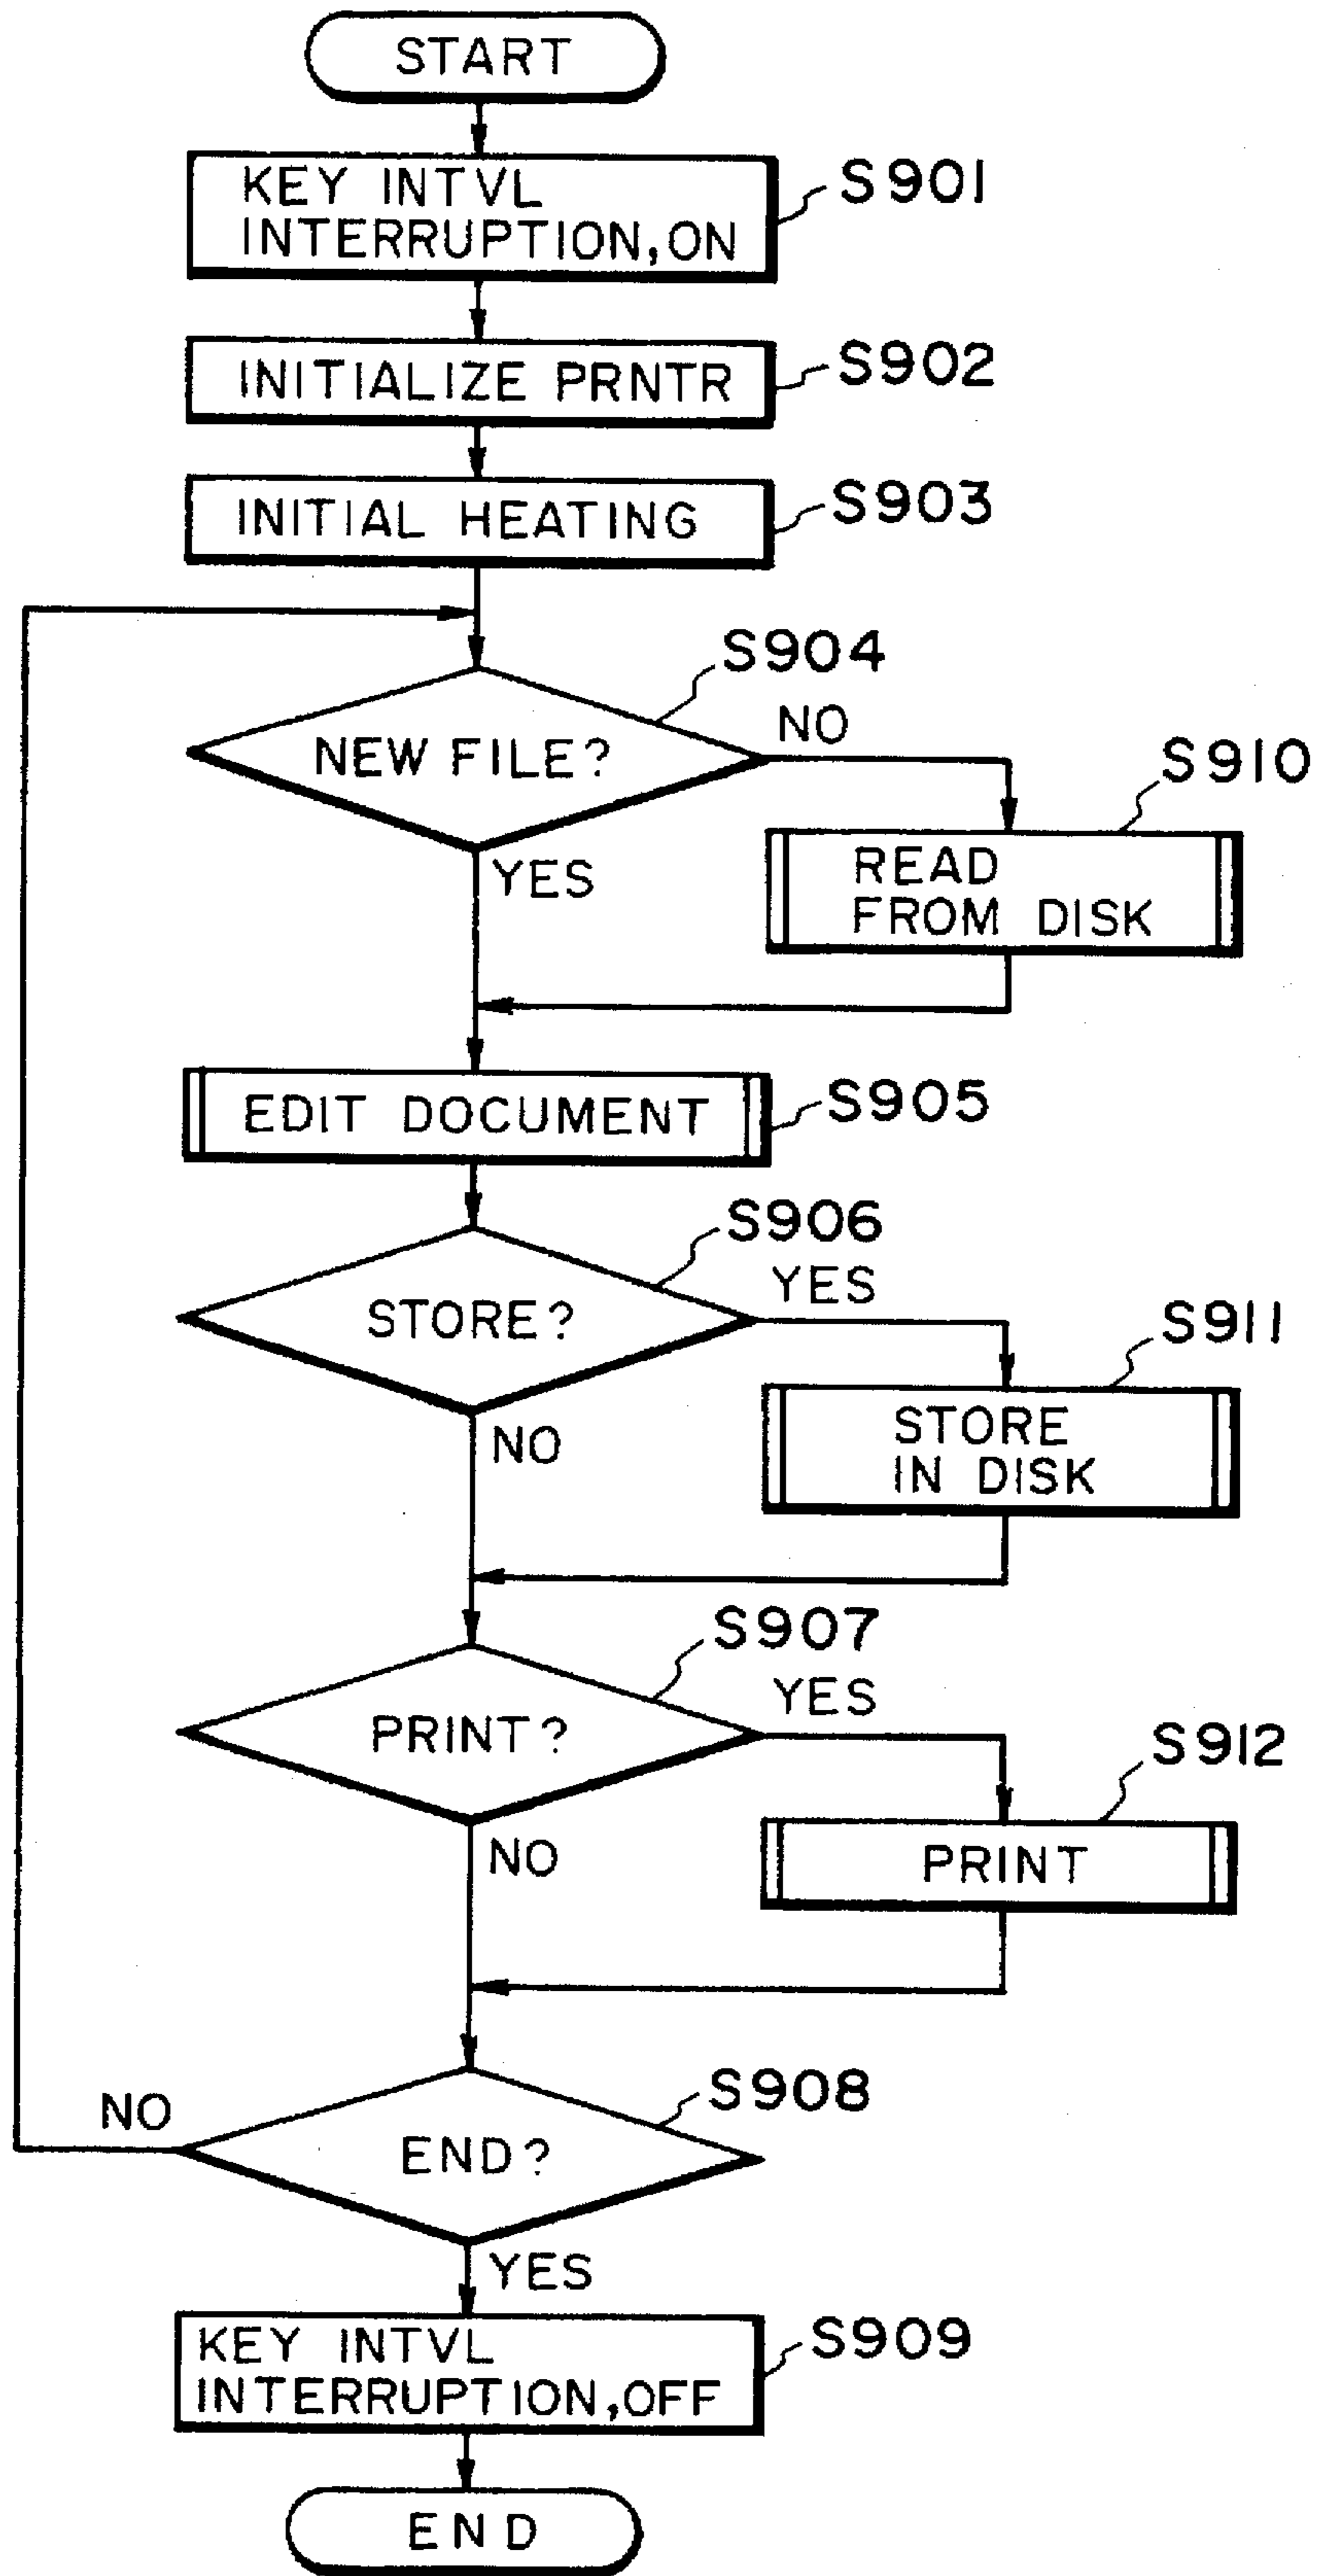 START
KEY INTVL
INTERRUPTION,ON
S901
INITIALIZE PRNTR
S902
INITIAL HEATING
S903
S904
NEW FILE?
NO
YES
S910
READ
FROM DISK
EDIT DOCUMENT
S905
S906
STORE?
YES
NO
S911
STORE
IN DISK
S907
PRINT?
YES
NO
S912
PRINT
S908
END?
NO
YES
KEY INTVL
INTERRUPTION,OFF
S909
END